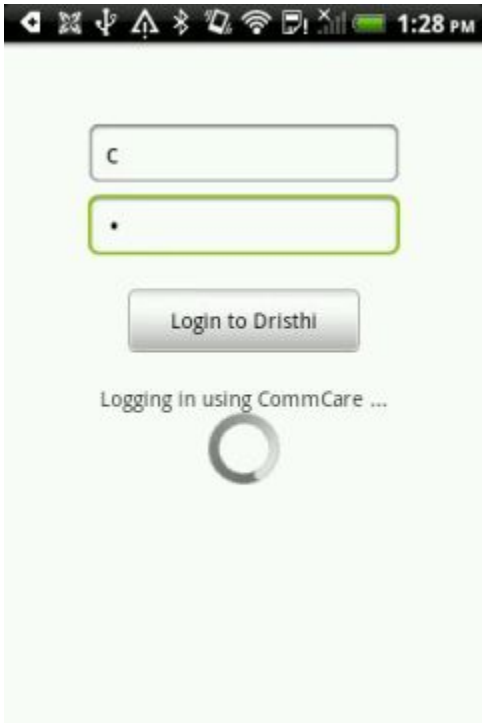 1:28 PM
c
•
Login to Dristhi
Logging in using CommCare ...